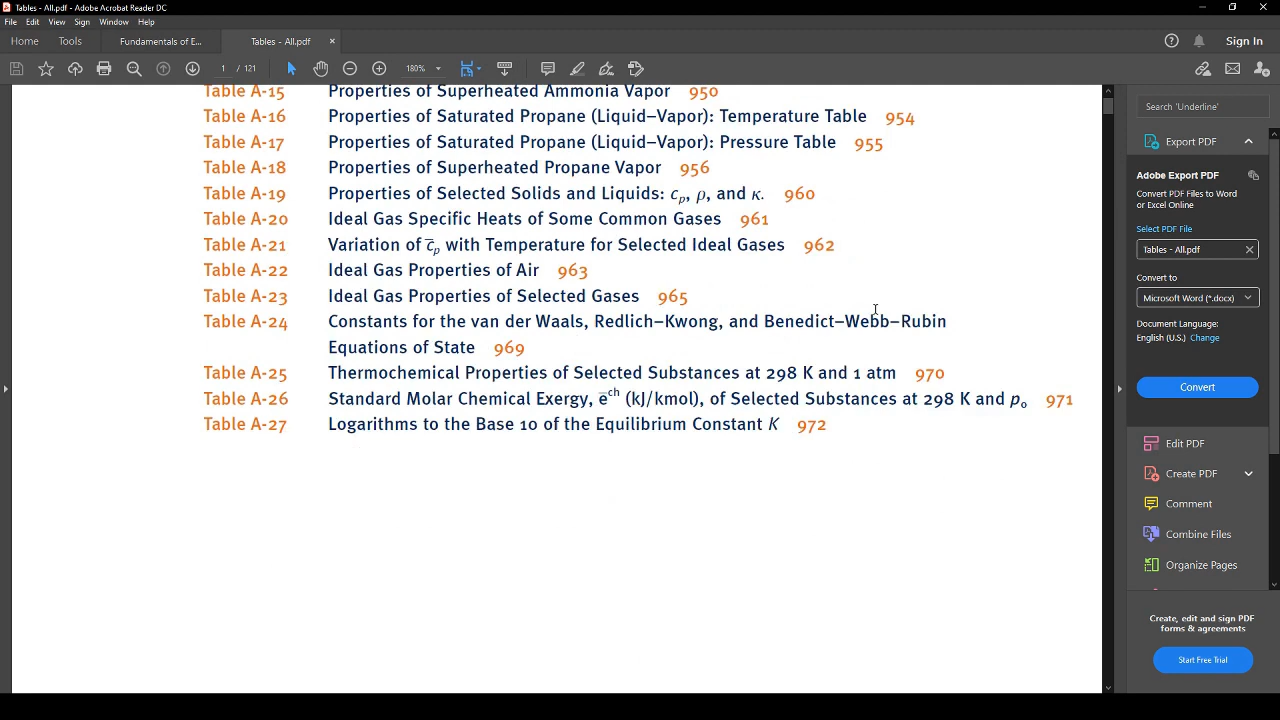 Tables - All.pdf - Adobe Acrobat Reader DC
File Edit View Sign Window Help
Home Tools Fundamentals of E... Tables - All.pdf × Sign In
1 / 121 180%
Table A-15 Properties of Superheated Ammonia Vapor 950
Table A-16 Properties of Saturated Propane (Liquid–Vapor): Temperature Table 954
Table A-17 Properties of Saturated Propane (Liquid–Vapor): Pressure Table 955
Table A-18 Properties of Superheated Propane Vapor 956
Table A-19 Properties of Selected Solids and Liquids: cₚ, ρ, and κ. 960
Table A-20 Ideal Gas Specific Heats of Some Common Gases 961
Table A-21 Variation of c̅ₚ with Temperature for Selected Ideal Gases 962
Table A-22 Ideal Gas Properties of Air 963
Table A-23 Ideal Gas Properties of Selected Gases 965
Table A-24 Constants for the van der Waals, Redlich–Kwong, and Benedict–Webb–Rubin
Equations of State 969
Table A-25 Thermochemical Properties of Selected Substances at 298 K and 1 atm 970
Table A-26 Standard Molar Chemical Exergy, e̅ᶜʰ (kJ/kmol), of Selected Substances at 298 K and pₒ 971
Table A-27 Logarithms to the Base 10 of the Equilibrium Constant K 972
Search 'Underline'
Export PDF
Adobe Export PDF
Convert PDF Files to Word
or Excel Online
Select PDF File
Tables - All.pdf
Convert to
Microsoft Word (*.docx)
Document Language:
English (U.S.) Change
Convert
Edit PDF
Create PDF
Comment
Combine Files
Organize Pages
Create, edit and sign PDF
forms & agreements
Start Free Trial